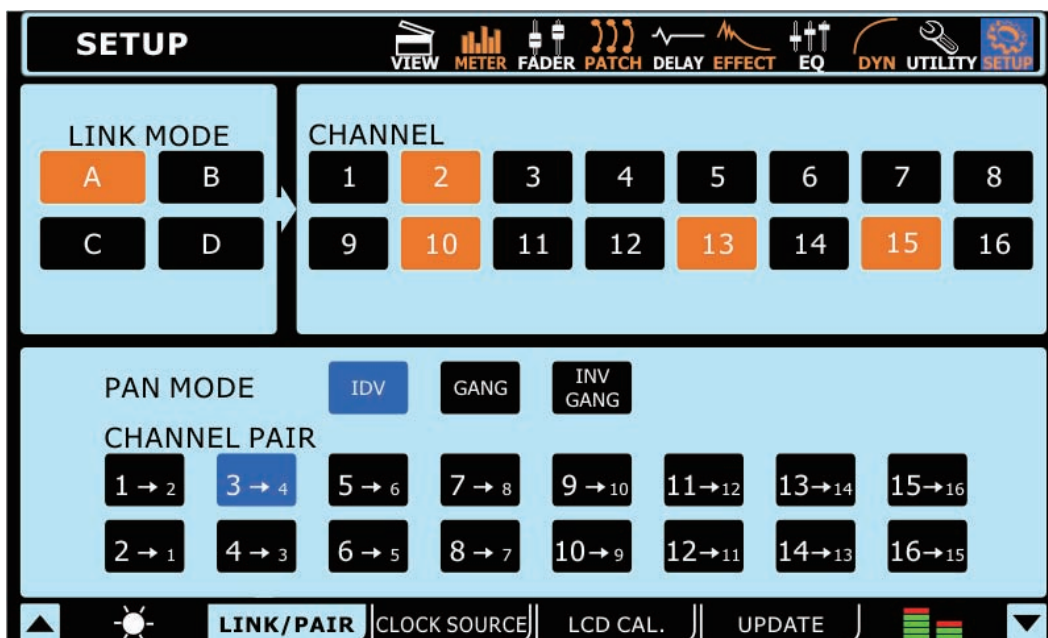 SETUP
VIEW METER FADER PATCH DELAY EFFECT EQ DYN UTILITY SETUP
LINK MODE
A B
C D
CHANNEL
1 2 3 4 5 6 7 8
9 10 11 12 13 14 15 16
PAN MODE IDV GANG INV GANG
CHANNEL PAIR
1 → 2 3 → 4 5 → 6 7 → 8 9 → 10 11→12 13→14 15→16
2 → 1 4 → 3 6 → 5 8 → 7 10→ 9 12→11 14→13 16→15
LINK/PAIR CLOCK SOURCE LCD CAL. UPDATE